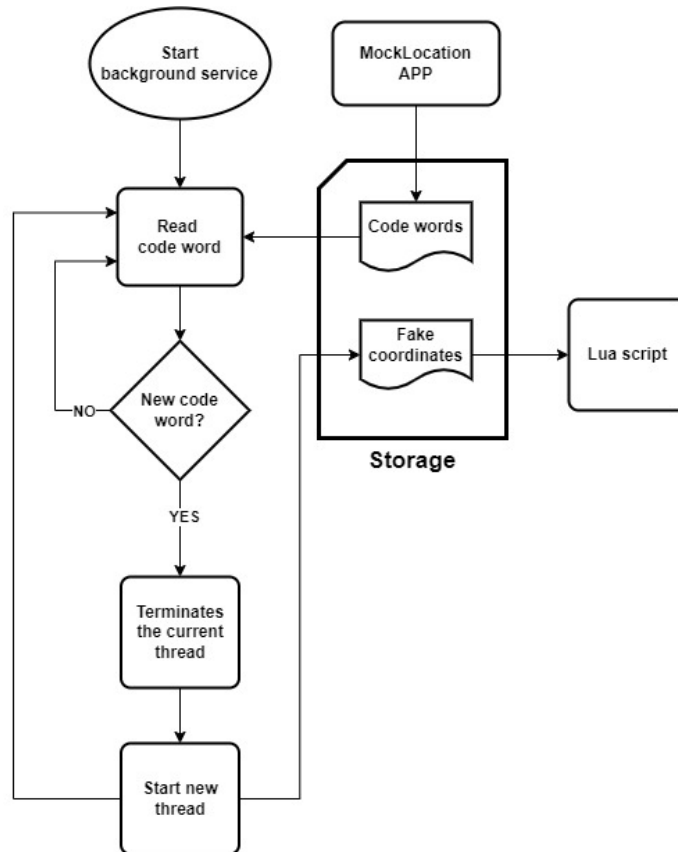 Start
background service
MockLocation
APP
Read
code word
Code words
Fake
coordinates
Lua script
New code
word?
NO
Storage
YES
Terminates
the current
thread
Start new
thread